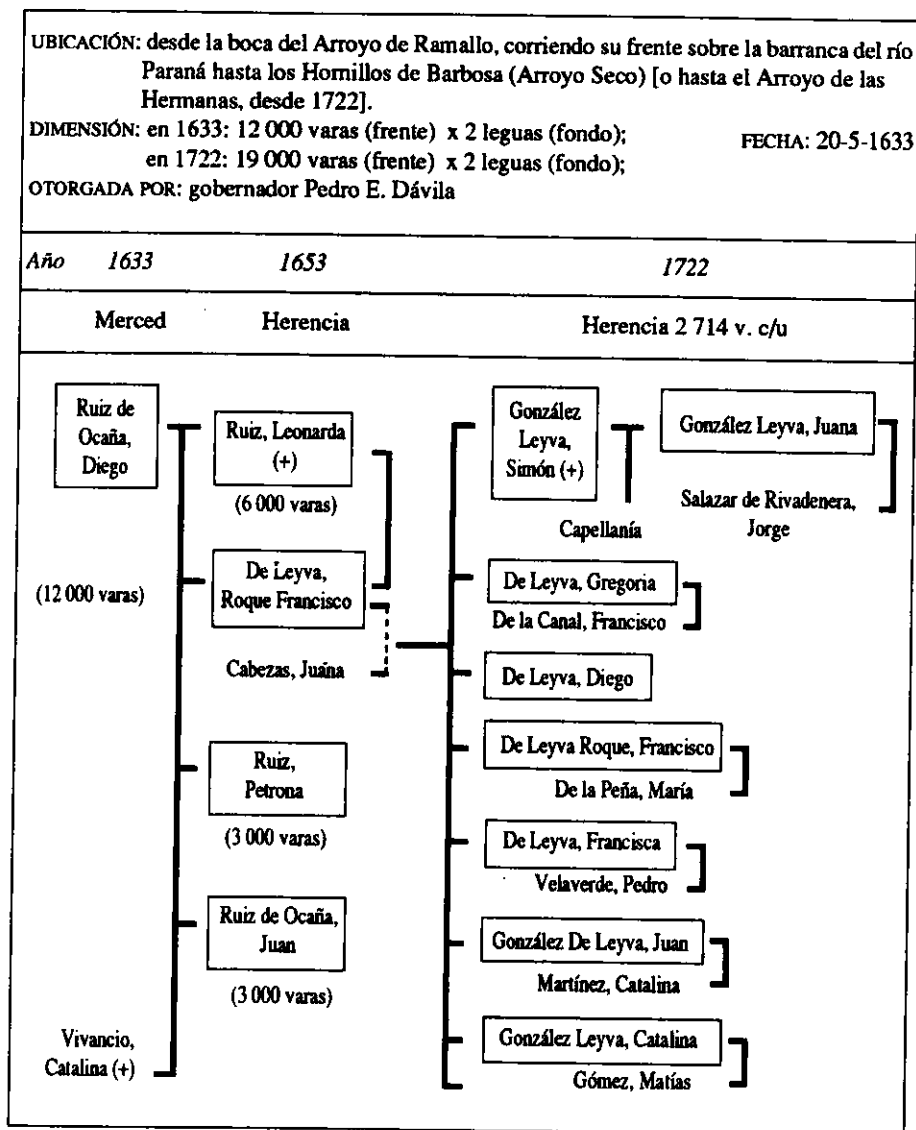 UBICACIÓN: desde la boca del Arroyo de Ramallo, corriendo su frente sobre la barranca del río
Paraná hasta los Hornillos de Barbosa (Arroyo Seco) [o hasta el Arroyo de las
Hermanas, desde 1722].
DIMENSIÓN: en 1633: 12 000 varas (frente) x 2 leguas (fondo); FECHA: 20-5-1633
en 1722: 19 000 varas (frente) x 2 leguas (fondo);
OTORGADA POR: gobernador Pedro E. Dávila
Año 1633 1653 1722
Merced Herencia Herencia 2 714 v. c/u
Ruiz de
Ocaña,
Diego
(12 000 varas)
Vivancio,
Catalina (+)
Ruiz, Leonarda
(+)
(6 000 varas)
De Leyva,
Roque Francisco
Cabezas, Juana
Ruiz,
Petrona
(3 000 varas)
Ruiz de Ocaña,
Juan
(3 000 varas)
González
Leyva,
Simón (+)
Capellanía
González Leyva, Juana
Salazar de Rivadenera,
Jorge
De Leyva, Gregoria
De la Canal, Francisco
De Leyva, Diego
De Leyva Roque, Francisco
De la Peña, María
De Leyva, Francisca
Velaverde, Pedro
González De Leyva, Juan
Martínez, Catalina
González Leyva, Catalina
Gómez, Matías